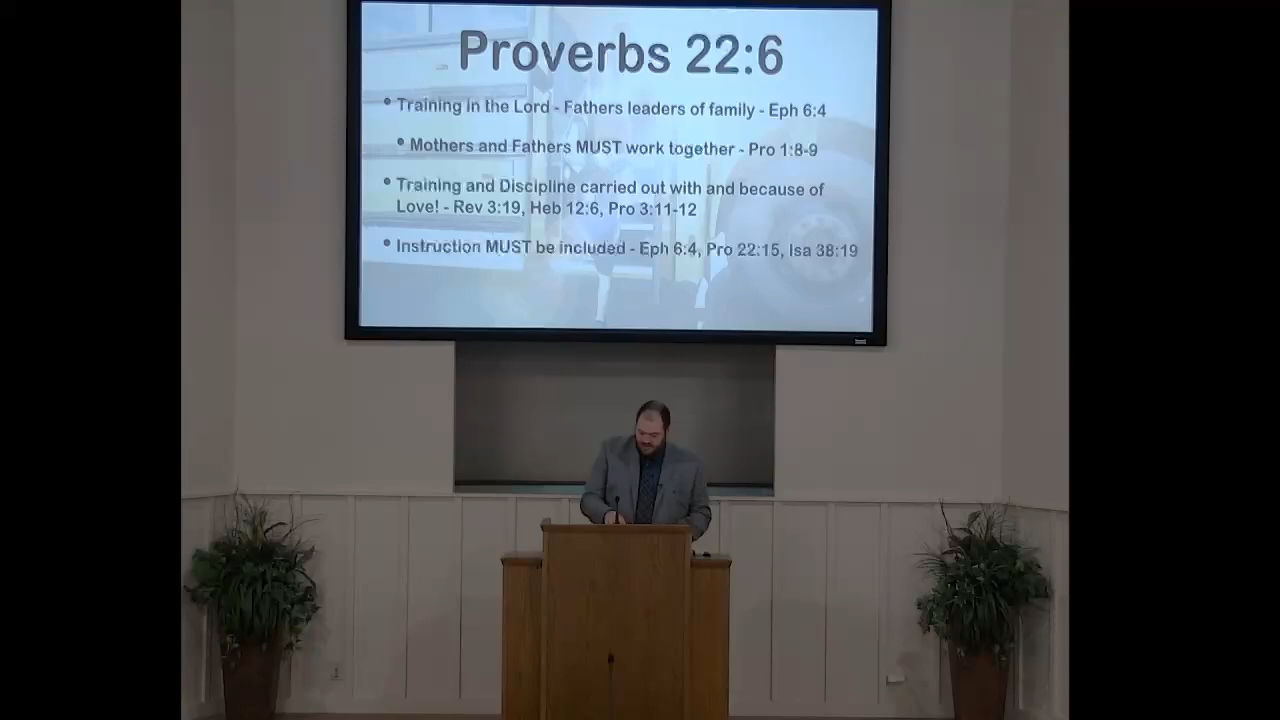 Proverbs 22:6
• Training in the Lord - Fathers leaders of family - Eph 6:4
• Mothers and Fathers MUST work together - Pro 1:8-9
• Training and Discipline carried out with and because of
Love! - Rev 3:19, Heb 12:6, Pro 3:11-12
• Instruction MUST be included - Eph 6:4, Pro 22:15, Isa 38:19